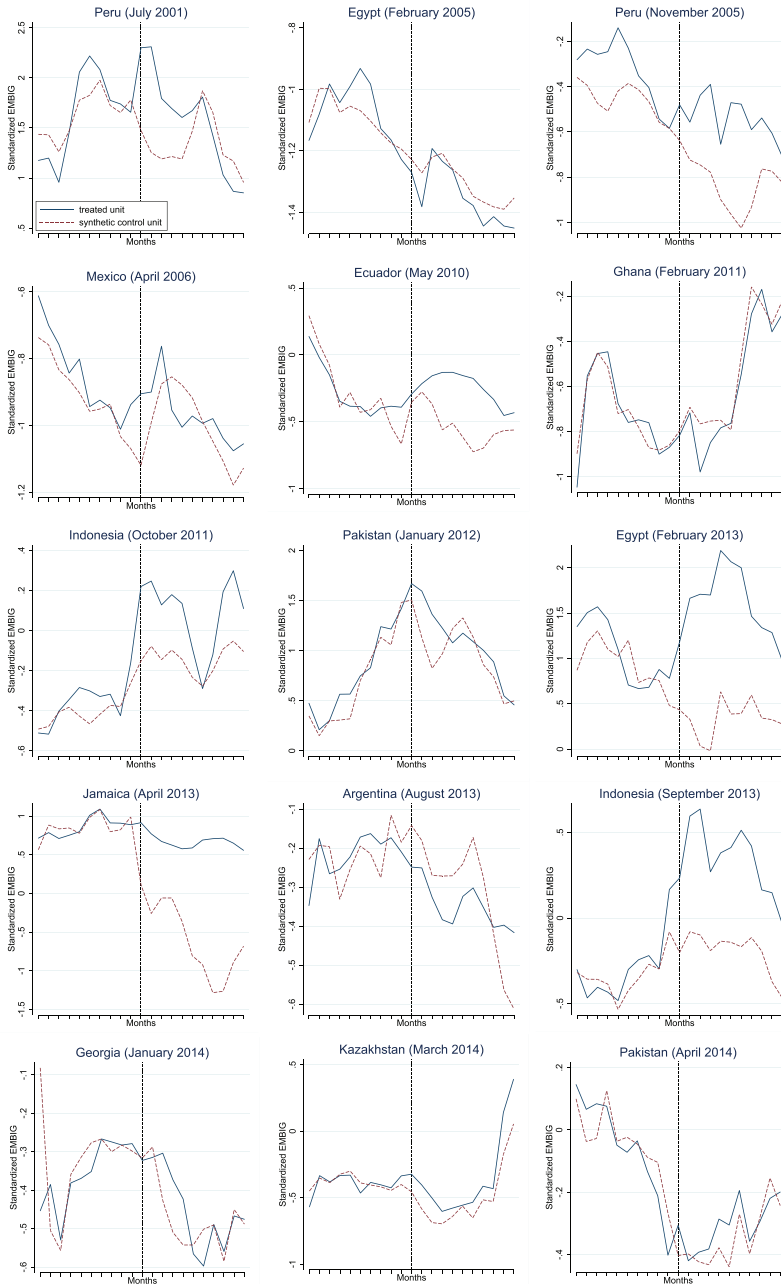 Peru (July 2001)
Standardized EMBIG
2.5
2
1.5
1
.5
treated unit
synthetic control unit
Months
Egypt (February 2005)
Standardized EMBIG
-.8
-1
-1.2
-1.4
Months
Peru (November 2005)
Standardized EMBIG
-.2
-.4
-.6
-.8
-1
Months
Mexico (April 2006)
Standardized EMBIG
-.6
-.8
-1
-1.2
Months
Ecuador (May 2010)
Standardized EMBIG
.5
0
-.5
-1
Months
Ghana (February 2011)
Standardized EMBIG
-.2
-.4
-.6
-.8
-1
Months
Indonesia (October 2011)
Standardized EMBIG
.4
.2
0
-.2
-.4
-.6
Months
Pakistan (January 2012)
Standardized EMBIG
2
1.5
1
.5
0
Months
Egypt (February 2013)
Standardized EMBIG
2
1.5
1
.5
0
Months
Jamaica (April 2013)
Standardized EMBIG
1
.5
0
-.5
-1
-1.5
Months
Argentina (August 2013)
Standardized EMBIG
-.1
-.2
-.3
-.4
-.5
-.6
Months
Indonesia (September 2013)
Standardized EMBIG
.5
0
-.5
Months
Georgia (January 2014)
Standardized EMBIG
-.1
-.2
-.3
-.4
-.5
-.6
Kazakhstan (March 2014)
Standardized EMBIG
.5
0
-.5
-1
Pakistan (April 2014)
Standardized EMBIG
.2
0
-.2
-.4